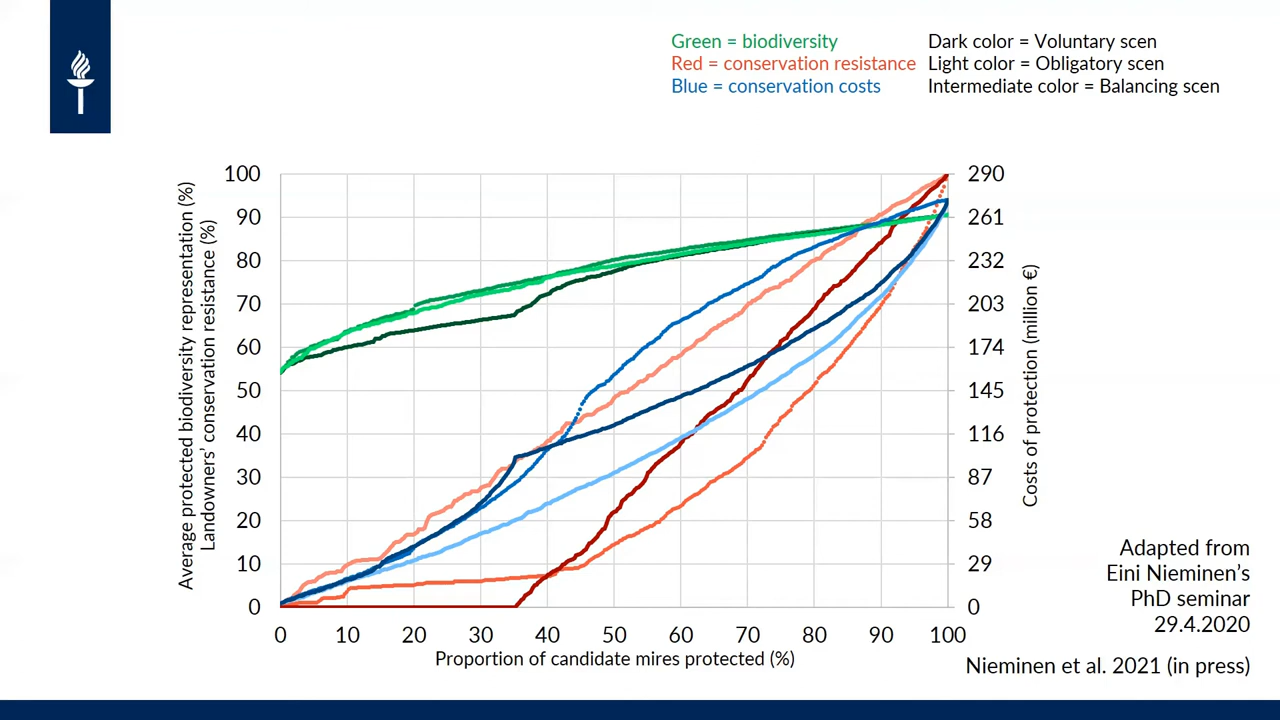 Green = biodiversity
Red = conservation resistance
Blue = conservation costs
Dark color = Voluntary scen
Light color = Obligatory scen
Intermediate color = Balancing scen
Average protected biodiversity representation (%)
Landowners' conservation resistance (%)
100
90
80
70
60
50
40
30
20
10
0
290
261
232
203
174
145
116
87
58
29
0
Costs of protection (million €)
0 10 20 30 40 50 60 70 80 90 100
Proportion of candidate mires protected (%)
Adapted from
Eini Nieminen's
PhD seminar
29.4.2020
Nieminen et al. 2021 (in press)